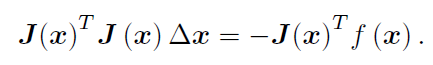 J(x)ᵀ J (x) Δx = −J(x)ᵀ f (x) .